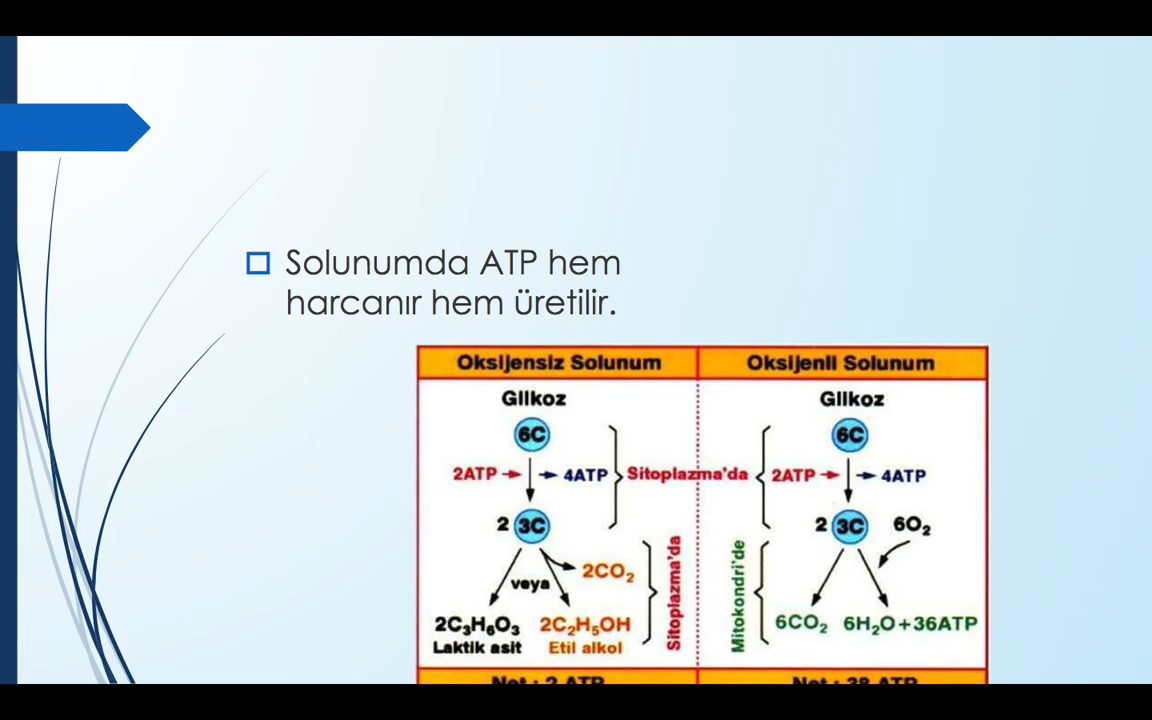 Solunumda ATP hem
harcanır hem üretilir.
Oksijensiz Solunum
Oksijenli Solunum
Glikoz
Glikoz
6C
6C
2ATP
4ATP
Sitoplazma'da
2ATP
4ATP
2 3C
2 3C
6O₂
veya
2CO₂
Sitoplazma'da
Mitokondri'de
2C₃H₆O₃
2C₂H₅OH
6CO₂
6H₂O+36ATP
Laktik asit
Etil alkol
Net : 2 ATP
Net : 38 ATP